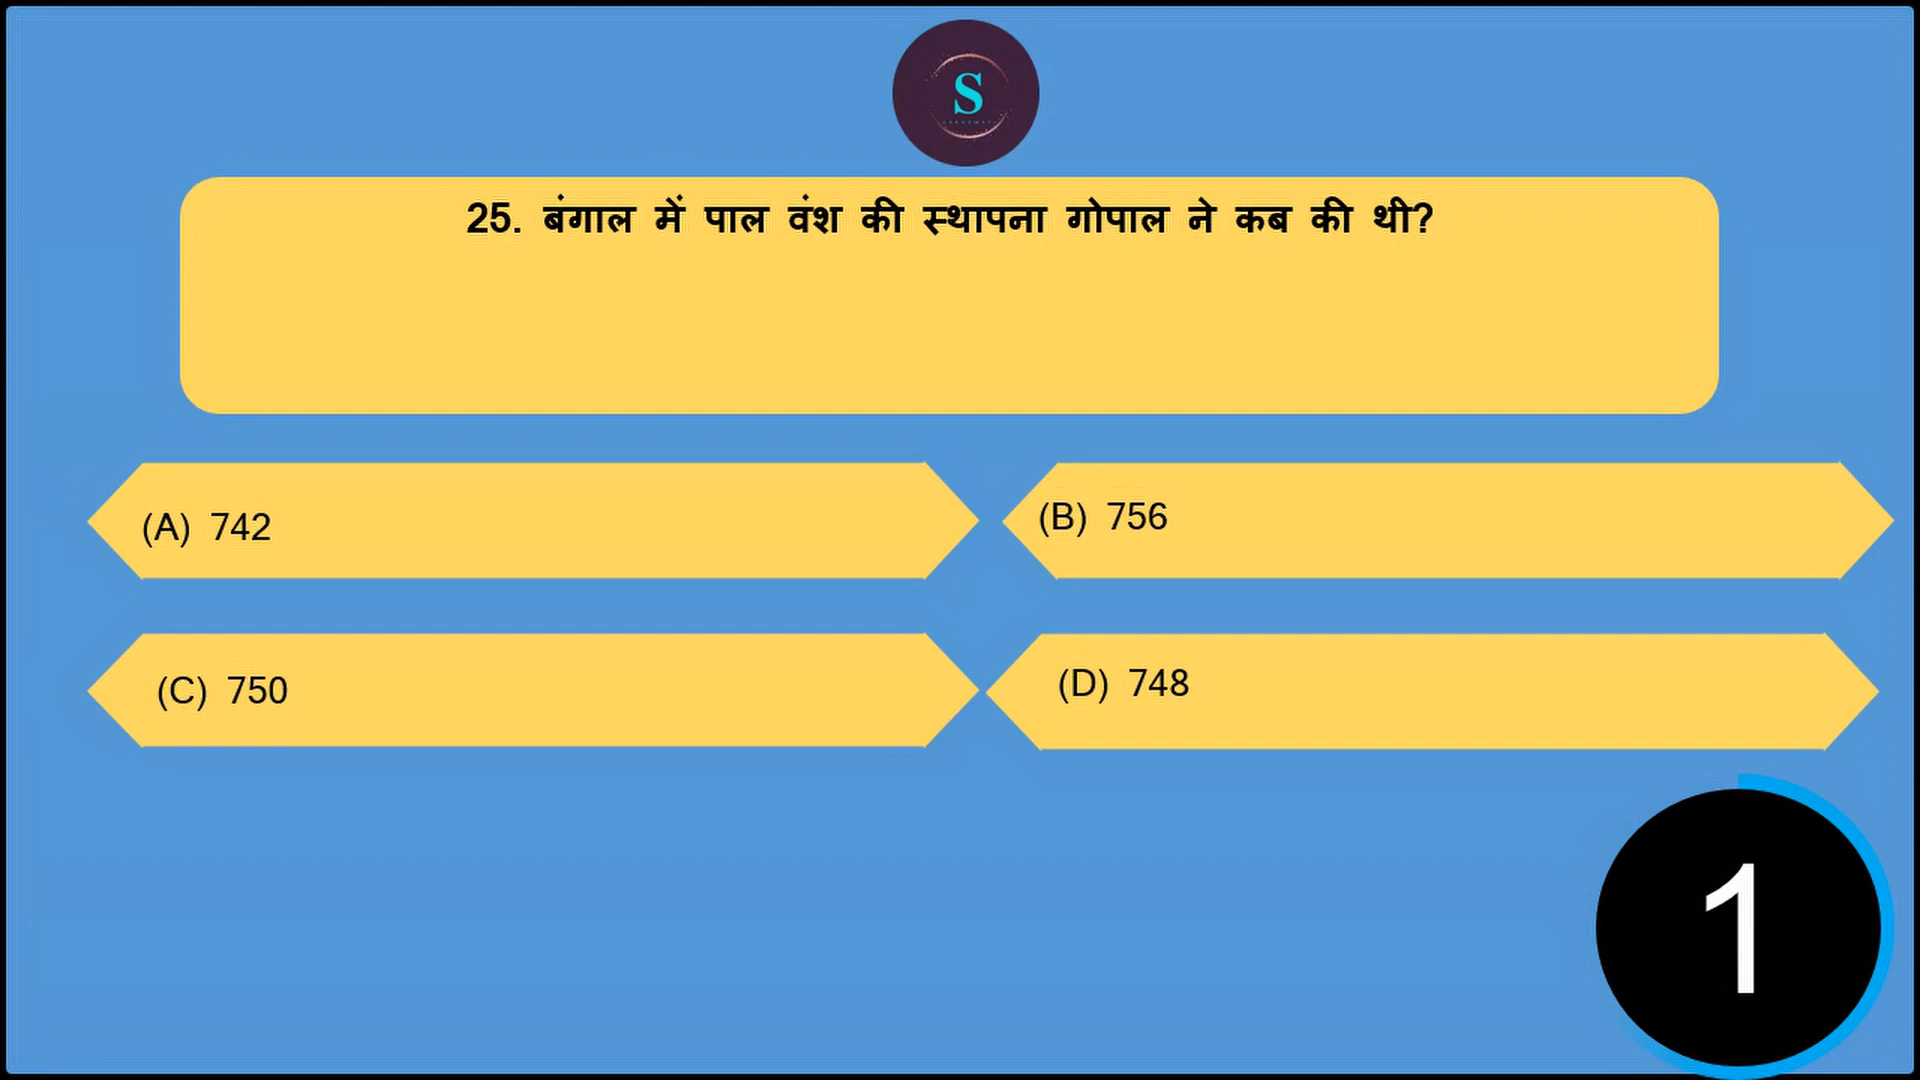 S
25. बंगाल में पाल वंश की स्थापना गोपाल ने कब की थी?
(A) 742
(B) 756
(C) 750
(D) 748
1